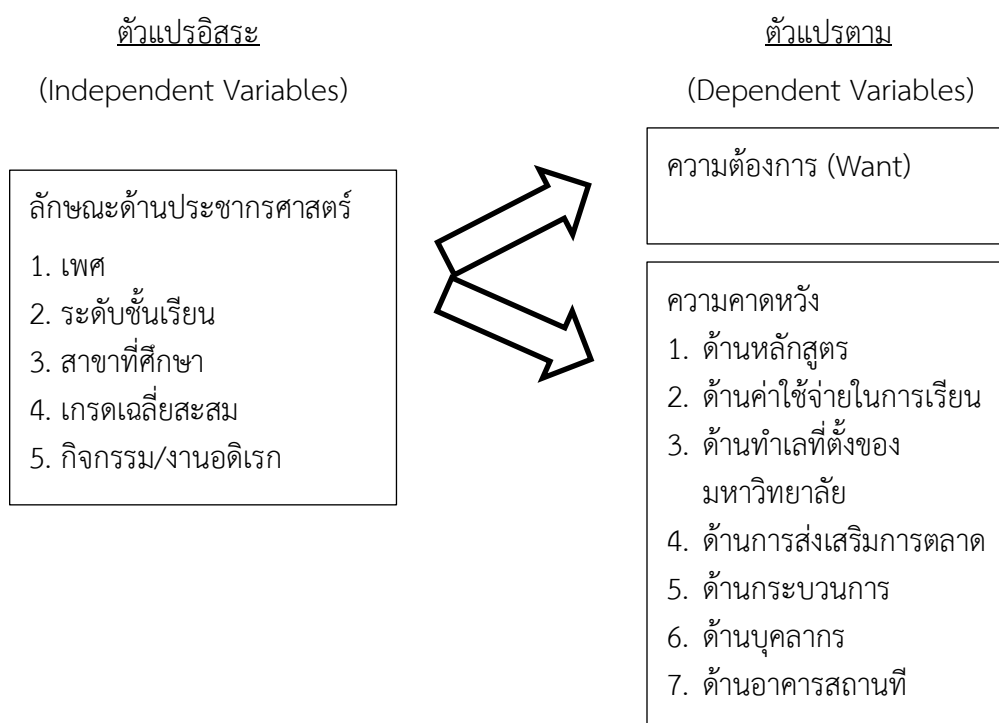 ตัวแปรอิสระ
(Independent Variables)
ลักษณะด้านประชากรศาสตร์
1. เพศ
2. ระดับชั้นเรียน
3. สาขาที่ศึกษา
4. เกรดเฉลี่ยสะสม
5. กิจกรรม/งานอดิเรก
ตัวแปรตาม
(Dependent Variables)
ความต้องการ (Want)
ความคาดหวัง
1. ด้านหลักสูตร
2. ด้านค่าใช้จ่ายในการเรียน
3. ด้านทำเลที่ตั้งของ
มหาวิทยาลัย
4. ด้านการส่งเสริมการตลาด
5. ด้านกระบวนการ
6. ด้านบุคลากร
7. ด้านอาคารสถานที